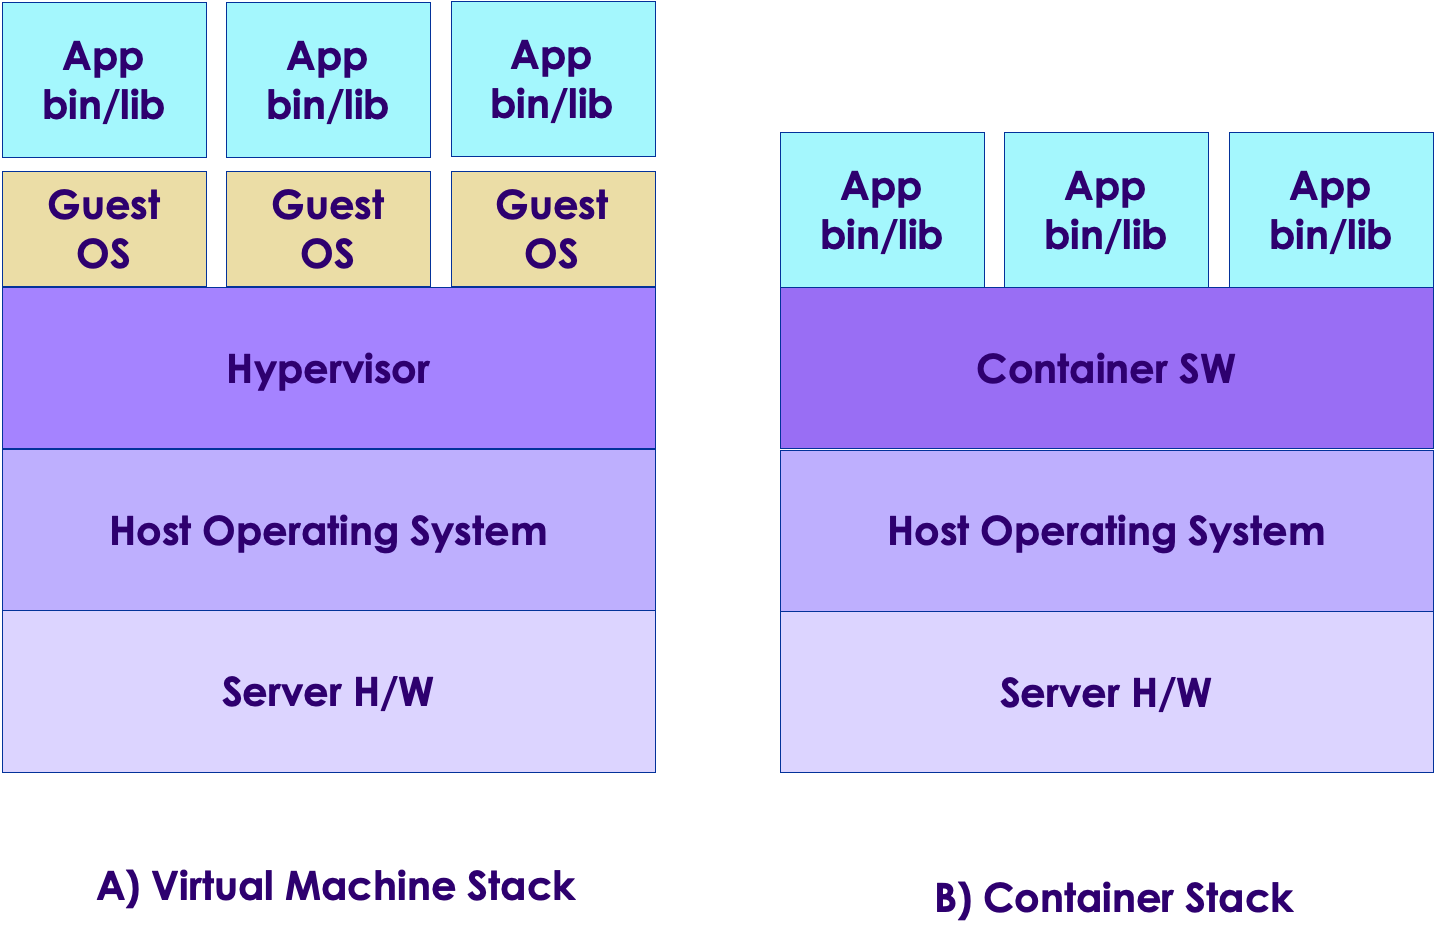 App
bin/lib
App
bin/lib
App
bin/lib
Guest
OS
Guest
OS
Guest
OS
Hypervisor
Host Operating System
Server H/W
A) Virtual Machine Stack
App
bin/lib
App
bin/lib
App
bin/lib
Container SW
Host Operating System
Server H/W
B) Container Stack